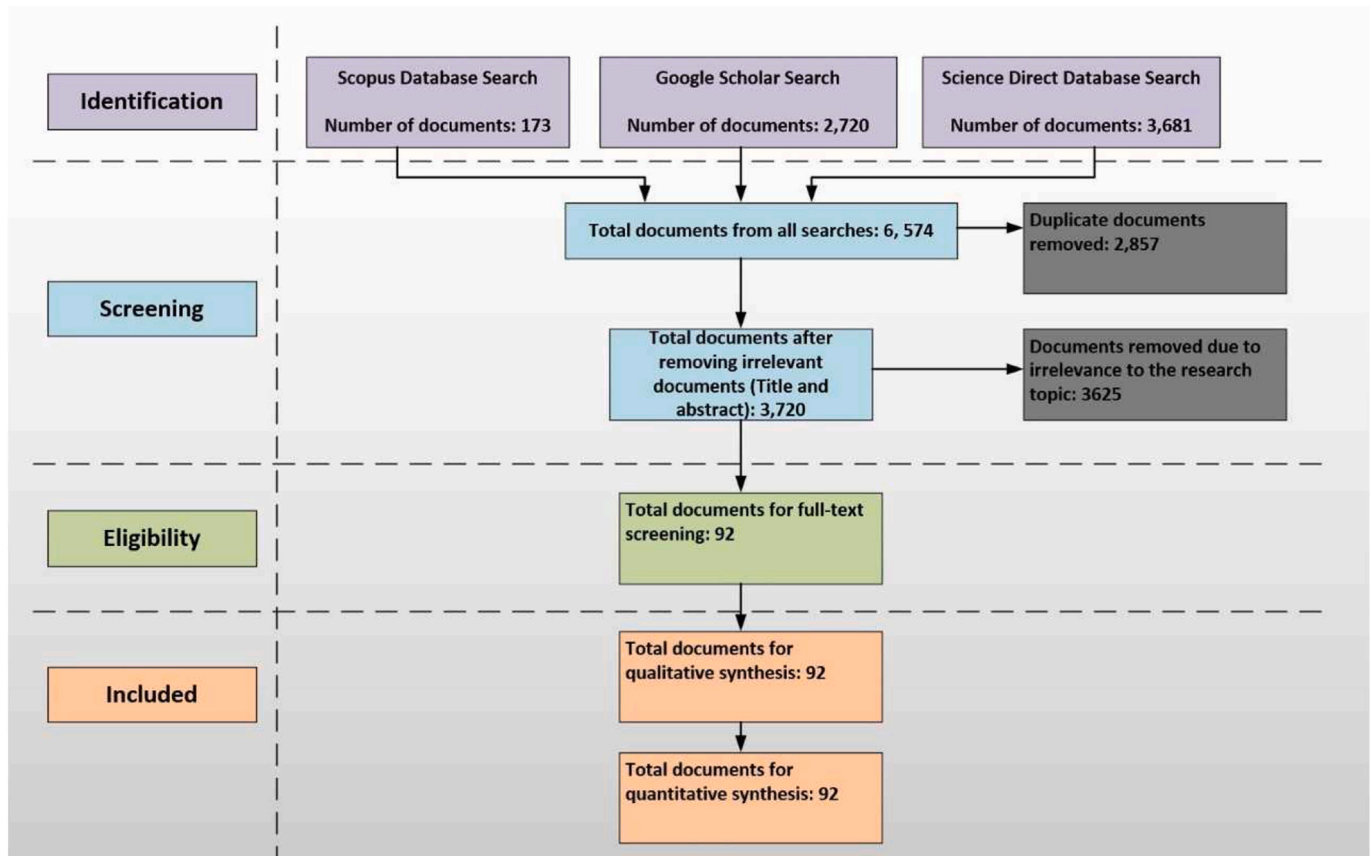 Identification
Scopus Database Search
Number of documents: 173
Google Scholar Search
Number of documents: 2,720
Science Direct Database Search
Number of documents: 3,681
Screening
Total documents from all searches: 6, 574
Duplicate documents
removed: 2,857
Total documents after
removing irrelevant
documents (Title and
abstract): 3,720
Documents removed due to
irrelevance to the research
topic: 3625
Eligibility
Total documents for full-text
screening: 92
Included
Total documents for
qualitative synthesis: 92
Total documents for
quantitative synthesis: 92